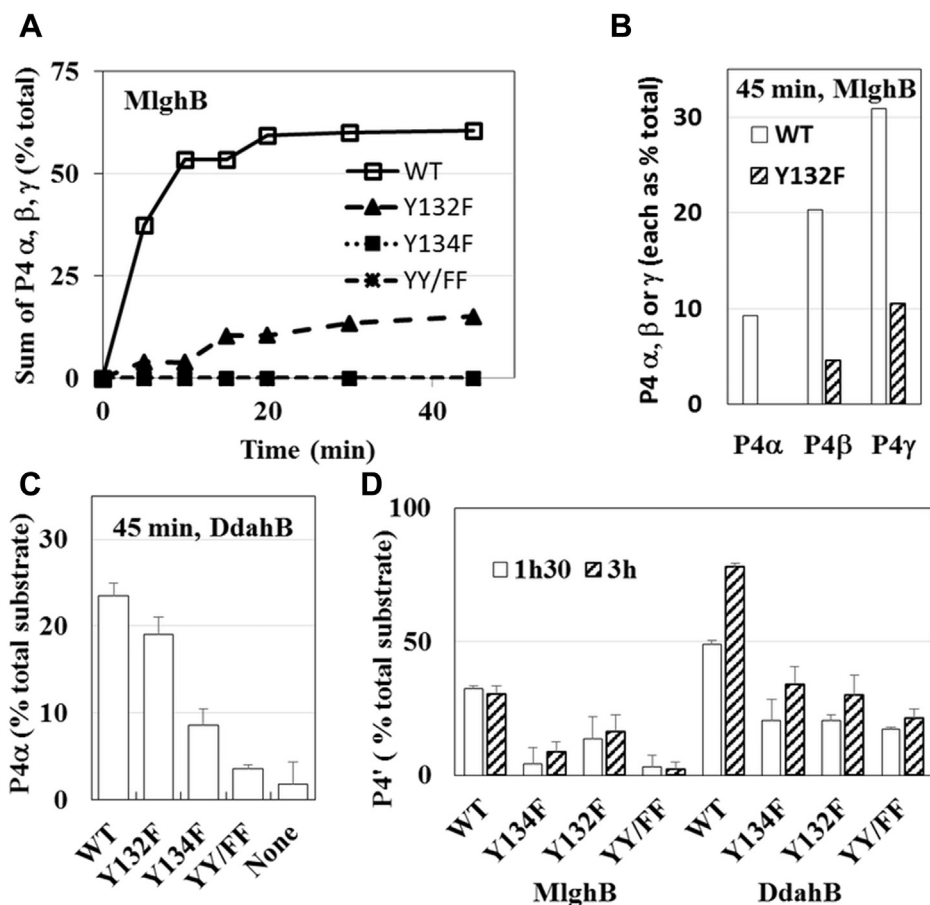 A
Sum of P4 α, β, γ (% total)
75
50
25
0
MlghB
WT
Y132F
Y134F
YY/FF
0 20 40
Time (min)
B
P4 α, β or γ (each as % total)
30
20
10
0
45 min, MlghB
WT
Y132F
P4α P4β P4γ
C
P4α (% total substrate)
30
20
10
0
45 min, DdahB
WT Y132F Y134F YY/FF None
D
P4' ( % total substrate)
100
50
0
1h30 3h
WT Y134F Y132F YY/FF WT Y134F Y132F YY/FF
MlghB DdahB